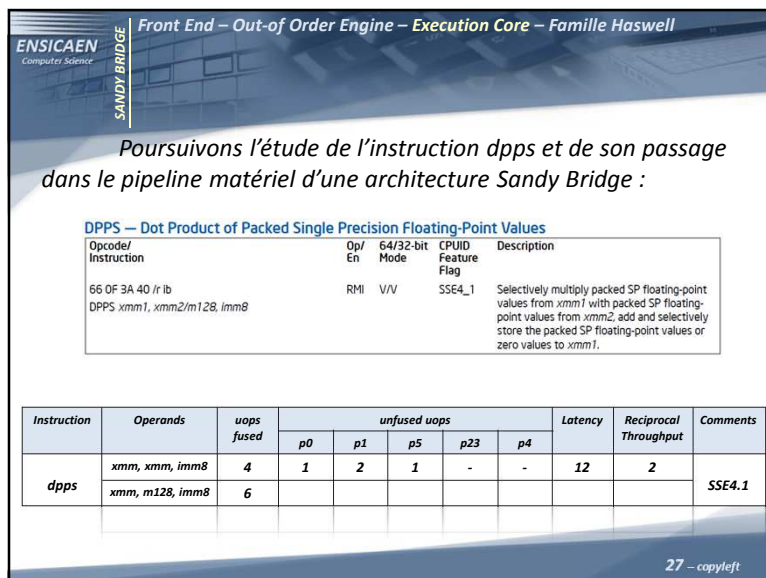 Front End – Out-of Order Engine – Execution Core – Famille Haswell
ENSICAEN
Computer Science
SANDY BRIDGE
Poursuivons l'étude de l'instruction dpps et de son passage
dans le pipeline matériel d'une architecture Sandy Bridge :
DPPS — Dot Product of Packed Single Precision Floating-Point Values
Opcode/ Op/ 64/32-bit CPUID Description
Instruction En Mode Feature
Flag
66 0F 3A 40 /r ib RMI V/V SSE4_1 Selectively multiply packed SP floating-point
DPPS xmm1, xmm2/m128, imm8 values from xmm1 with packed SP floating-
point values from xmm2, add and selectively
store the packed SP floating-point values or
zero values to xmm1.
Instruction Operands uops unfused uops Latency Reciprocal Comments
fused p0 p1 p5 p23 p4 Throughput
dpps xmm, xmm, imm8 4 1 2 1 - - 12 2 SSE4.1
xmm, m128, imm8 6
27 – copyleft